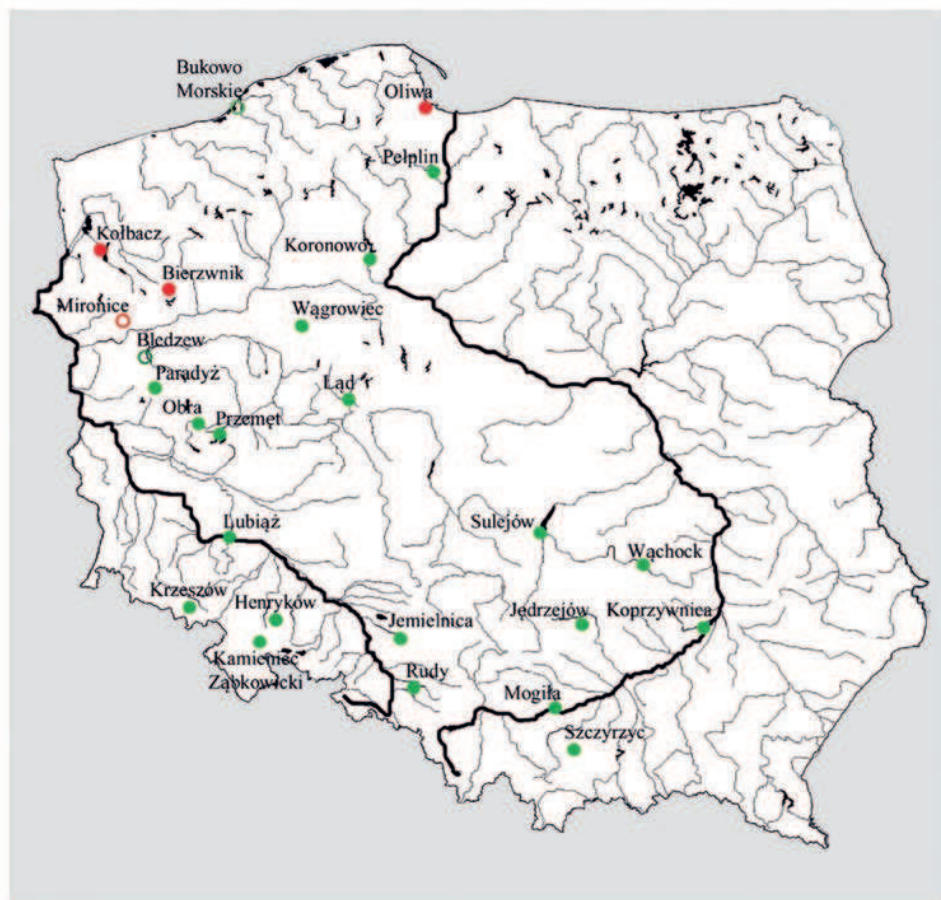 Bukowo
Morskie
Oliwa
Pełplin
Kołbacz
Koronowo
Bierzwnik
Mironice
Wągrowiec
Bledzew
Paradyż
Ląd
Obra
Przemęt
Lubiąż
Sulejów
Wąchock
Krzeszów
Henryków
Jemielnica
Jędrzejów
Koprzywnica
Kamieniec
Ząbkowicki
Rudy
Mogiła
Szczyrzyc